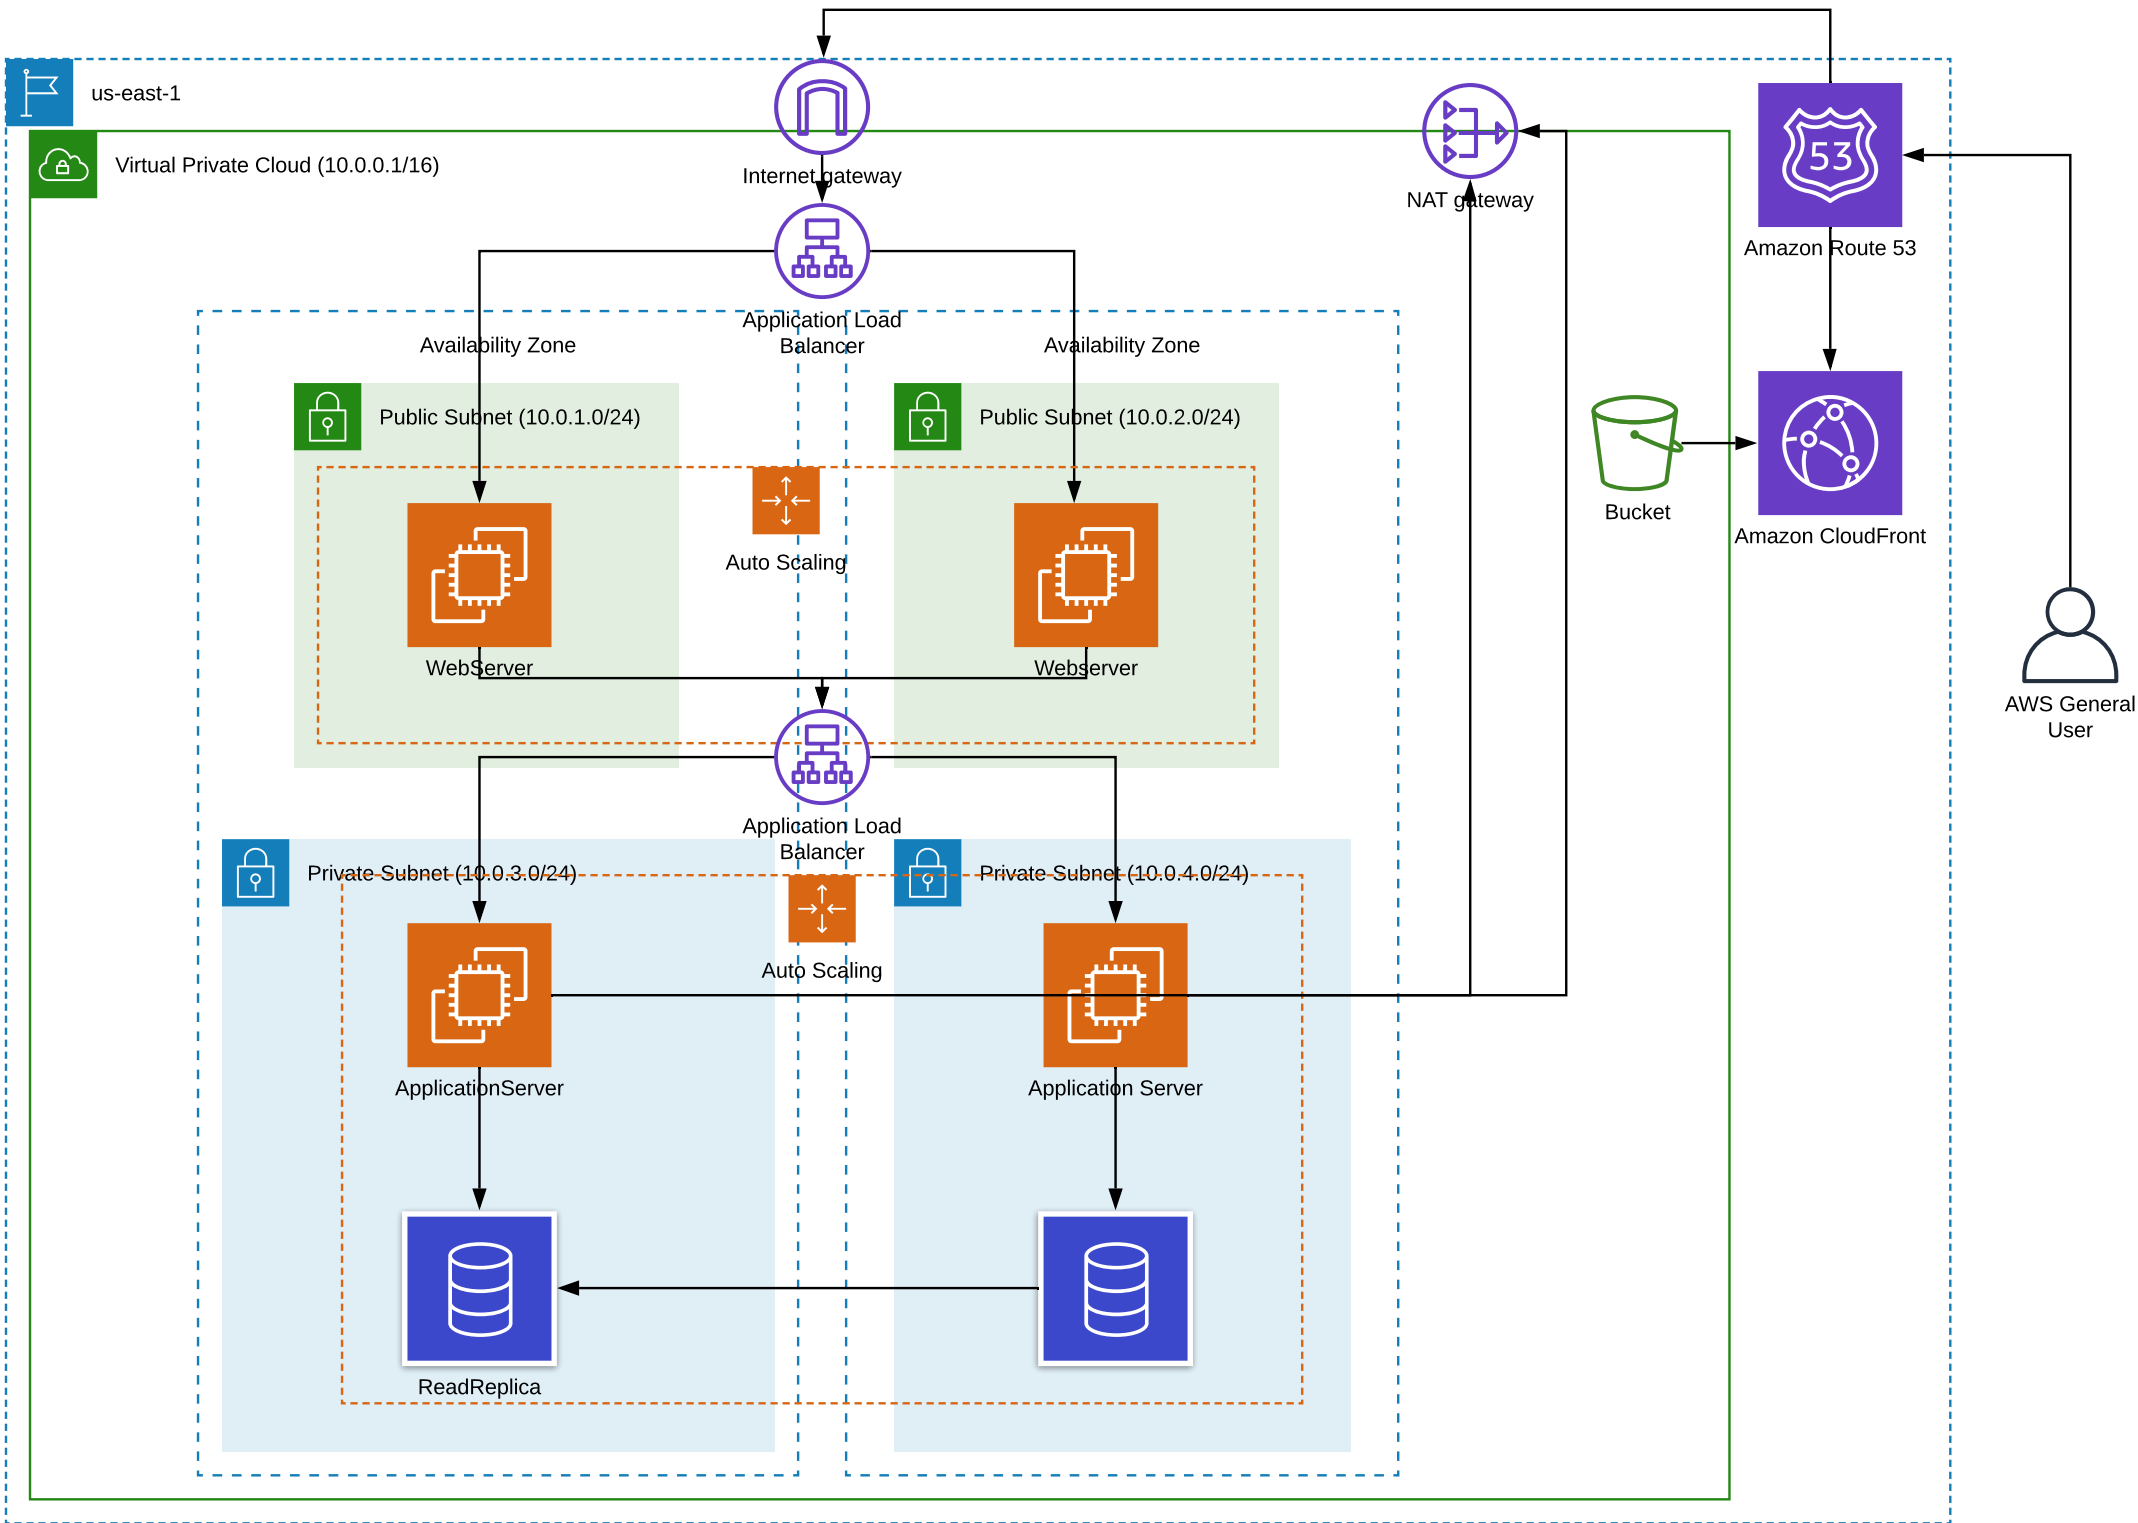 us-east-1
Virtual Private Cloud (10.0.0.1/16)
Internet gateway
NAT gateway
53
Amazon Route 53
Application Load
Balancer
Availability Zone
Availability Zone
Public Subnet (10.0.1.0/24)
Public Subnet (10.0.2.0/24)
Auto Scaling
Bucket
Amazon CloudFront
WebServer
Webserver
AWS General
User
Application Load
Balancer
Private Subnet (10.0.3.0/24)
Private Subnet (10.0.4.0/24)
Auto Scaling
ApplicationServer
Application Server
ReadReplica